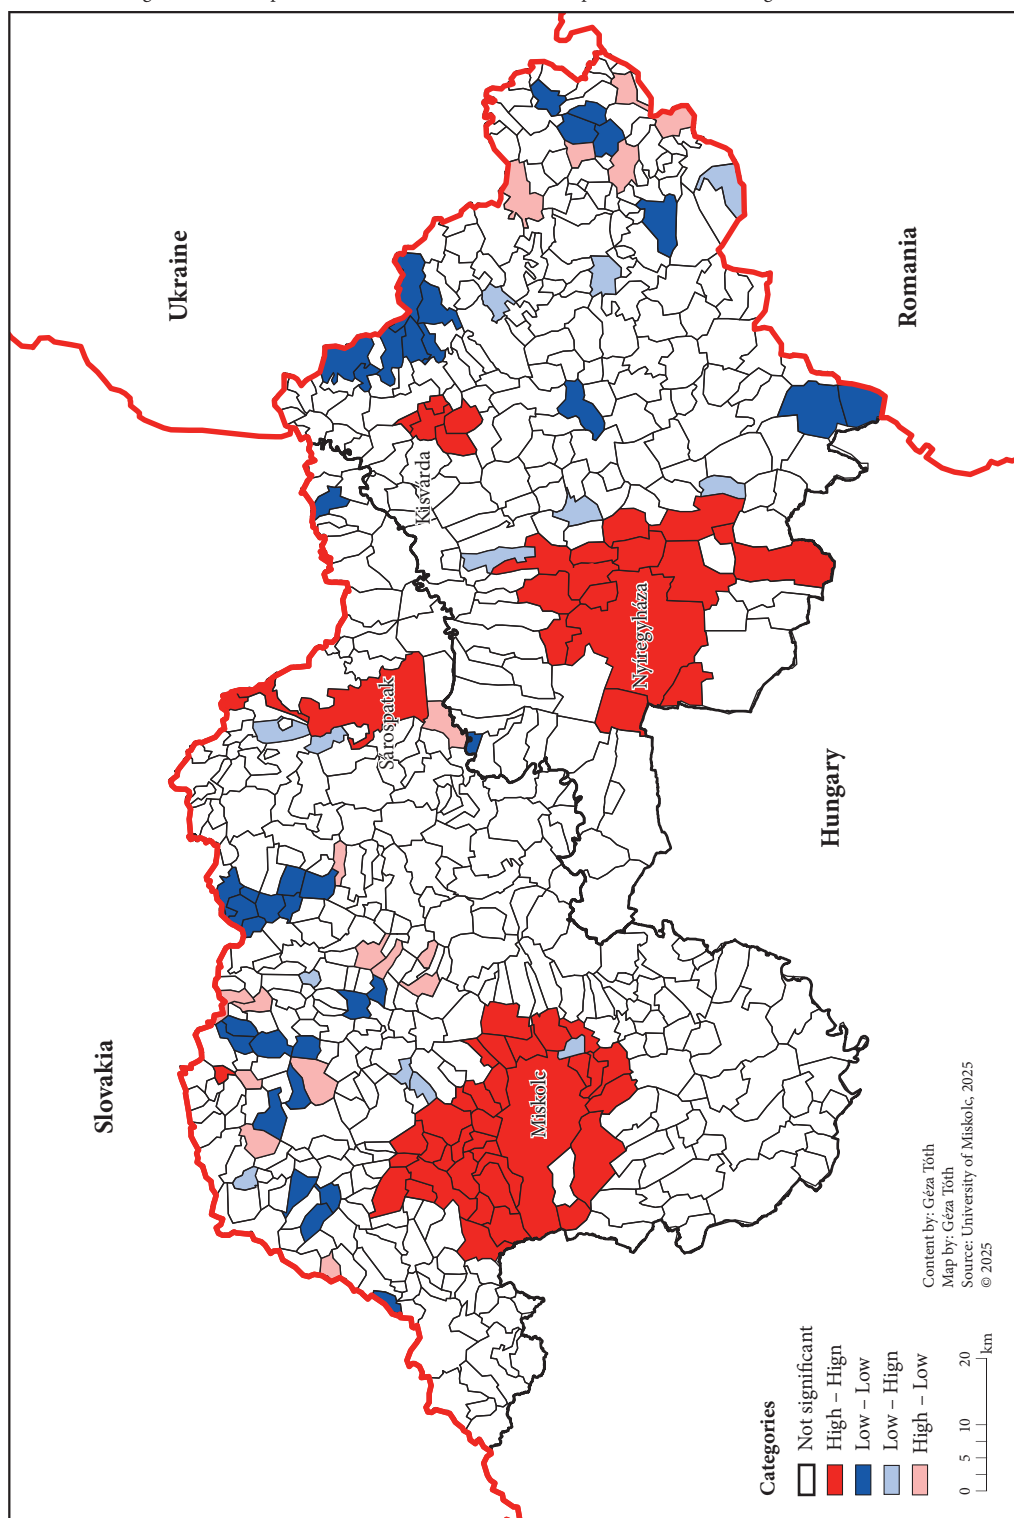 Slovakia
Ukraine
Romania
Hungary
Miskolc
Sárospatak
Kisvárda
Nyíregyháza
Categories
Not significant
High – Hign
Low – Low
Low – Hign
High – Low
0 5 10 20
km
Content by: Géza Tóth
Map by: Géza Tóth
Source: University of Miskolc, 2025
© 2025